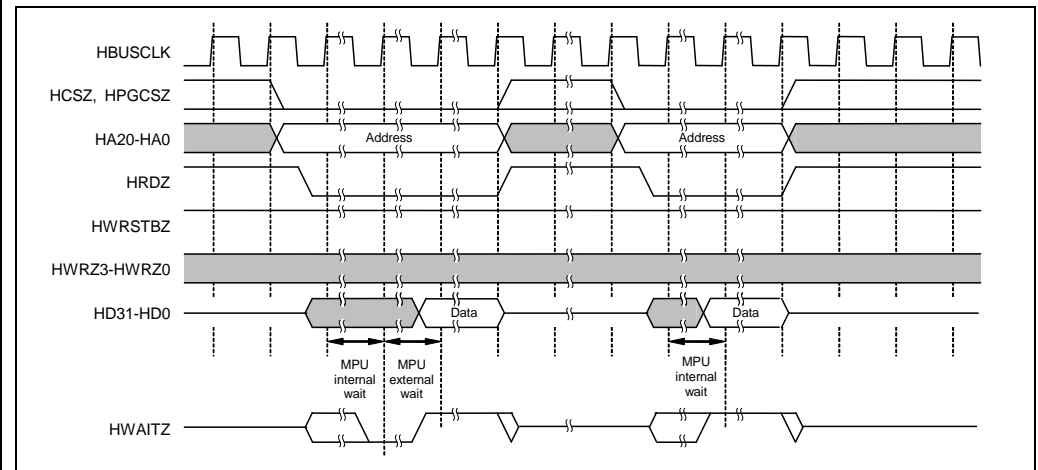 HBUSCLK
HCSZ, HPGCSZ
HA20-HA0
Address
Address
HRDZ
HWRSTBZ
HWRZ3-HWRZ0
HD31-HD0
Data
Data
MPU
internal
wait
MPU
external
wait
MPU
internal
wait
HWAITZ